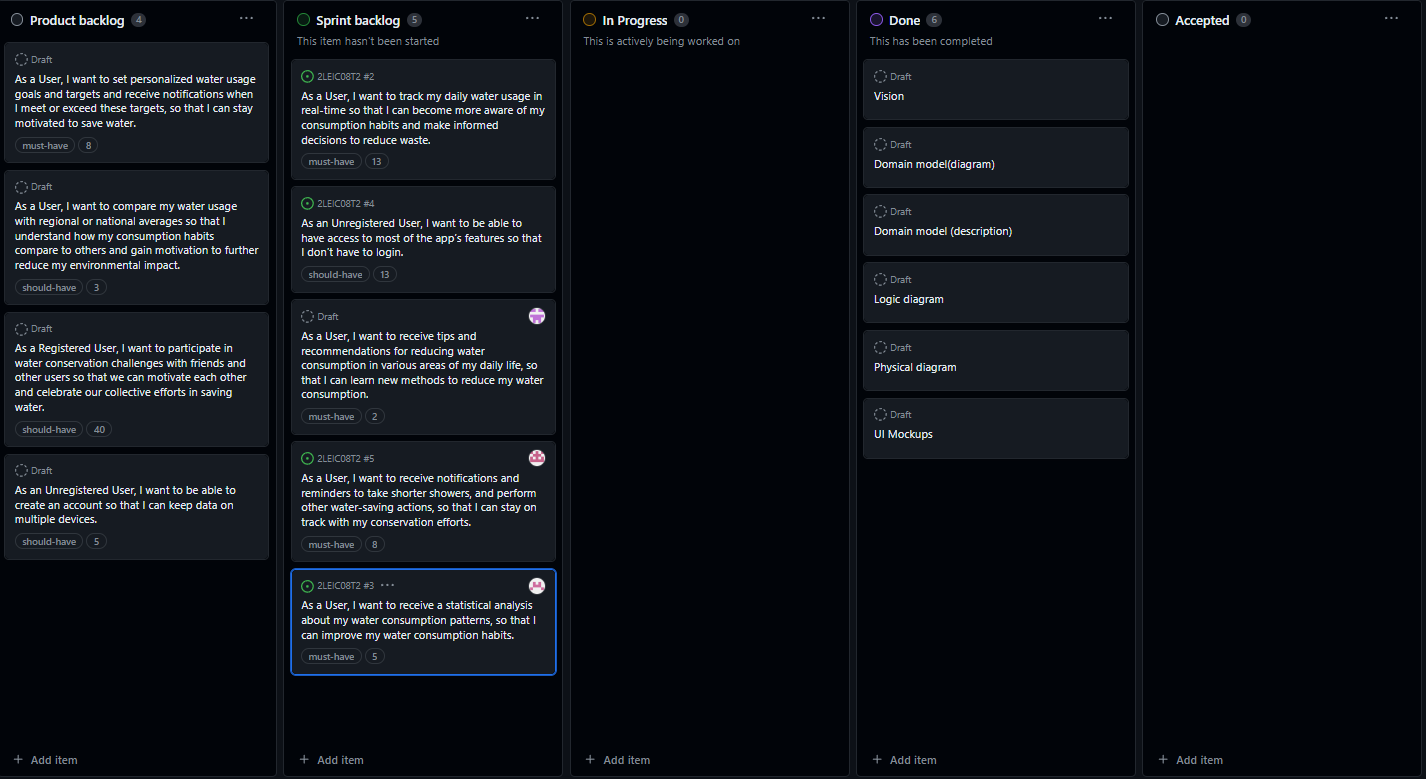 Product backlog 4
Draft
As a User, I want to set personalized water usage
goals and targets and receive notifications when
I meet or exceed these targets, so that I can stay
motivated to save water.
must-have 8
Draft
As a User, I want to compare my water usage
with regional or national averages so that I
understand how my consumption habits
compare to others and gain motivation to further
reduce my environmental impact.
should-have 3
Draft
As a Registered User, I want to participate in
water conservation challenges with friends and
other users so that we can motivate each other
and celebrate our collective efforts in saving
water.
should-have 40
Draft
As an Unregistered User, I want to be able to
create an account so that I can keep data on
multiple devices.
should-have 5
+ Add item
Sprint backlog 5
This item hasn't been started
2LEIC08T2 #2
As a User, I want to track my daily water usage in
real-time so that I can become more aware of my
consumption habits and make informed
decisions to reduce waste.
must-have 13
2LEIC08T2 #4
As an Unregistered User, I want to be able to
have access to most of the app's features so that
I don't have to login.
should-have 13
Draft
As a User, I want to receive tips and
recommendations for reducing water
consumption in various areas of my daily life, so
that I can learn new methods to reduce my water
consumption.
must-have 2
2LEIC08T2 #5
As a User, I want to receive notifications and
reminders to take shorter showers, and perform
other water-saving actions, so that I can stay on
track with my conservation efforts.
must-have 8
2LEIC08T2 #3 ···
As a User, I want to receive a statistical analysis
about my water consumption patterns, so that I
can improve my water consumption habits.
must-have 5
+ Add item
In Progress 0
This is actively being worked on
+ Add item
Done 6
This has been completed
Draft
Vision
Draft
Domain model(diagram)
Draft
Domain model (description)
Draft
Logic diagram
Draft
Physical diagram
Draft
UI Mockups
+ Add item
Accepted 0
+ Add item